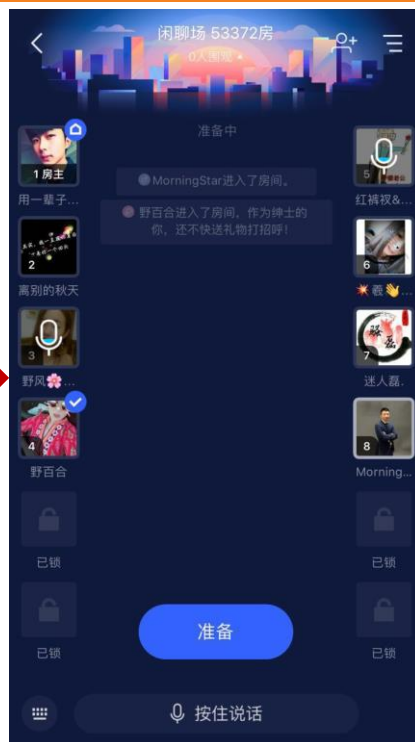 闲聊场 53372房
0人围观
准备中
MorningStar进入了房间。
野百合进入了房间，作为绅士的
你，还不快送礼物打招呼！
1 房主
用一辈子...
2
离别的秋天
3
野风🌸...
4
野百合
已锁
已锁
5
红裤衩&...
6
💥羲👋...
7
迷人磊.
8
Morning...
已锁
已锁
准备
按住说话